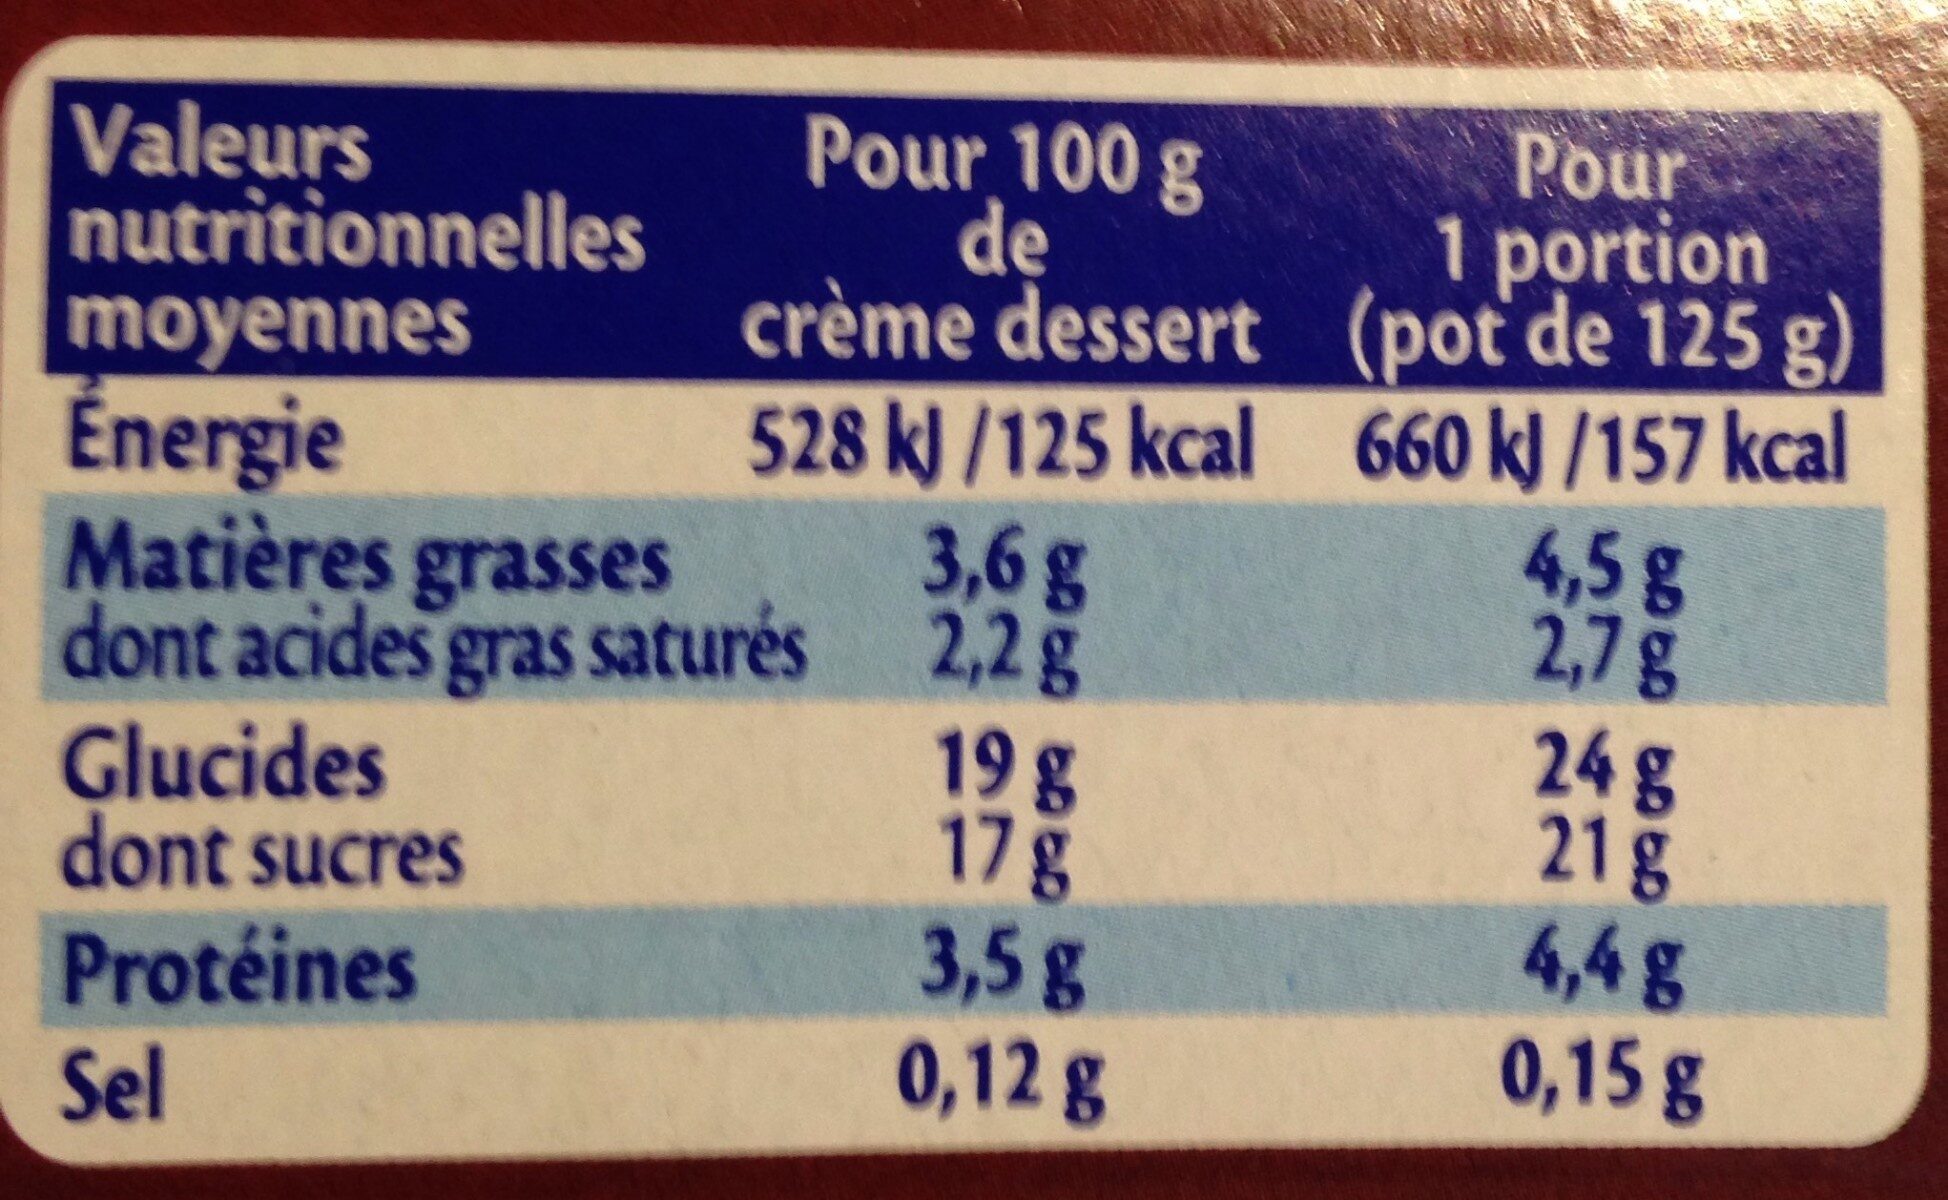 Valeurs nutritionnelles moyennes Pour 100 g de crème dessert Pour 1 portion (pot de 125 g)
Énergie 528 kJ /125 kcal 660 kJ /157 kcal
Matières grasses 3,6 g 4,5 g
dont acides gras saturés 2,2 g 2,7 g
Glucides 19 g 24 g
dont sucres 17 g 21 g
Protéines 3,5 g 4,4 g
Sel 0,12 g 0,15 g